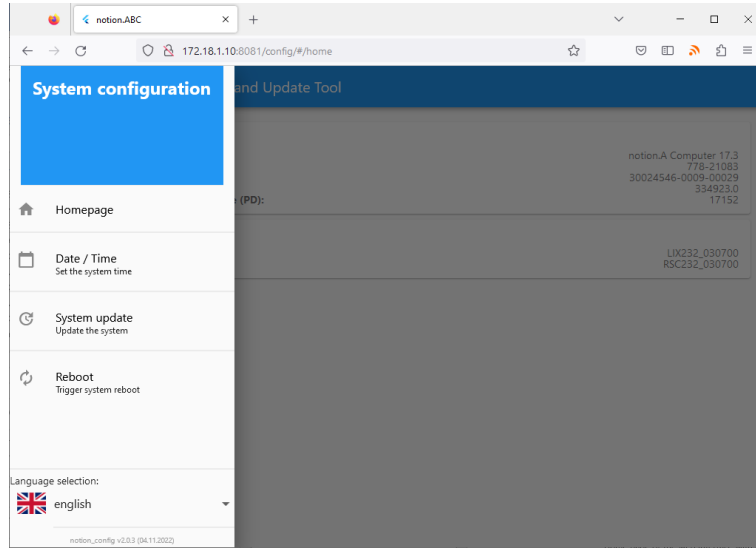 notion.ABC
172.18.1.10:8081/config/#/home
System configuration
and Update Tool
Homepage
Date / Time
Set the system time
System update
Update the system
Reboot
Trigger system reboot
notion.A Computer 17.3
778-21083
30024546-0009-00029
334923.0
(PD): 17152
LIX232_030700
RSC232_030700
Language selection:
english
notion_config v2.0.3 (04.11.2022)